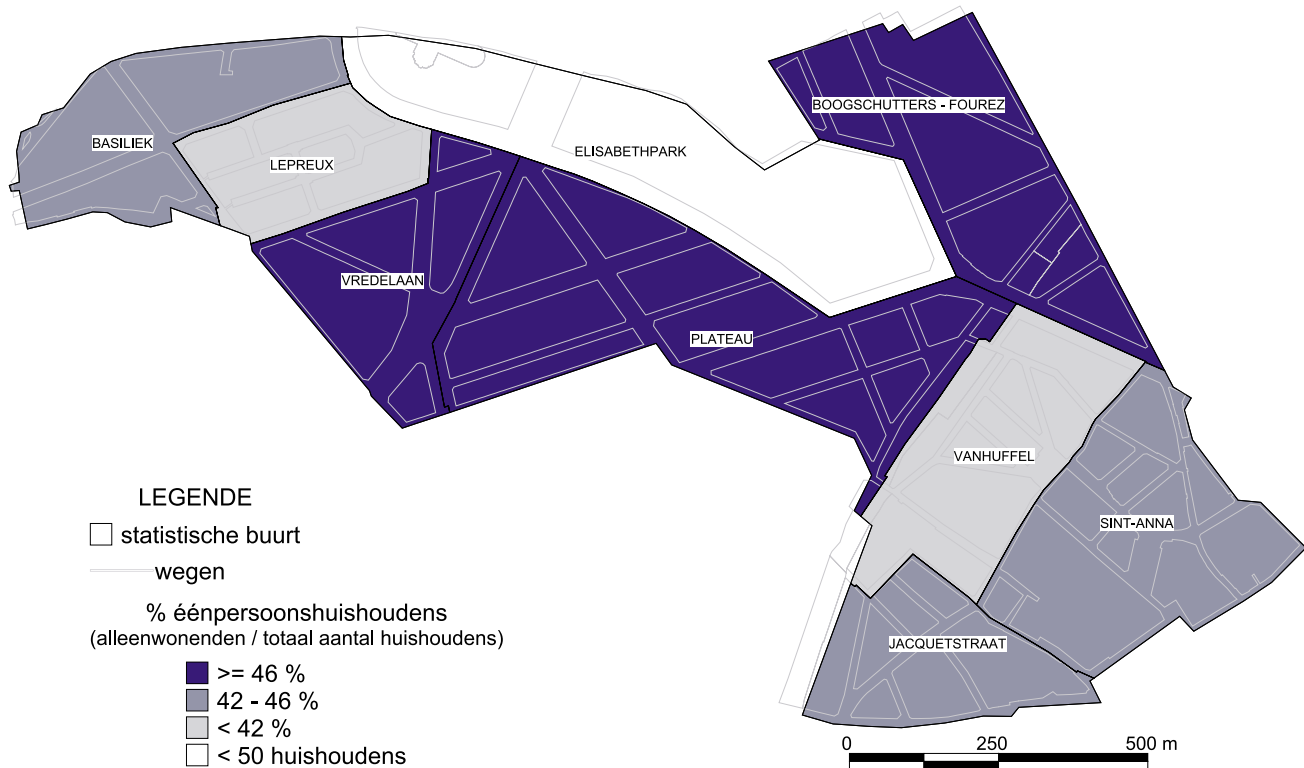 BOOGSCHUTTERS - FOUREZ
BASILIEK
ELISABETHPARK
LEPREUX
VREDELAAN
PLATEAU
VANHUFFEL
SINT-ANNA
JACQUETSTRAAT
LEGENDE
statistische buurt
wegen
% éénpersoonshuishoudens
(alleenwonenden / totaal aantal huishoudens)
>= 46 %
42 - 46 %
< 42 %
< 50 huishoudens
0 250 500 m